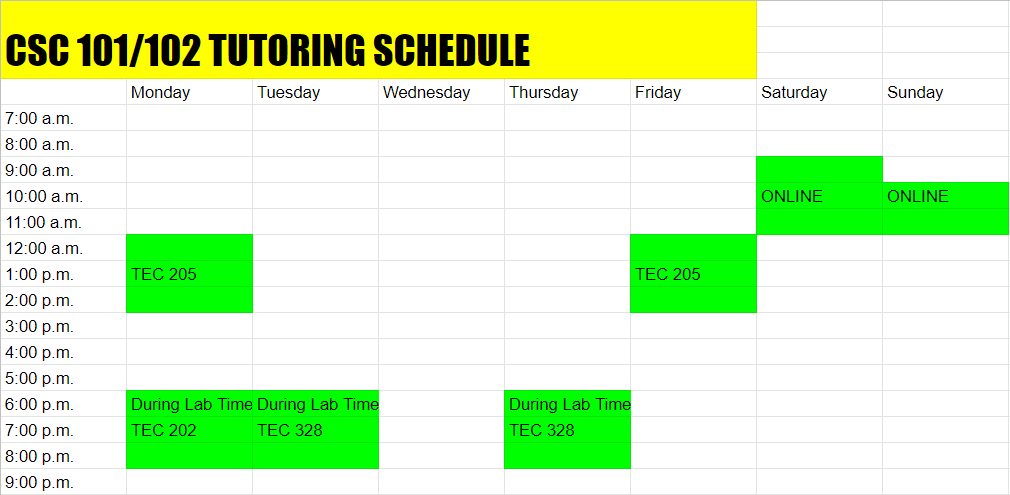 CSC 101/102 TUTORING SCHEDULE
Monday Tuesday Wednesday Thursday Friday Saturday Sunday
7:00 a.m.
8:00 a.m.
9:00 a.m.
10:00 a.m. ONLINE ONLINE
11:00 a.m.
12:00 a.m.
1:00 p.m. TEC 205 TEC 205
2:00 p.m.
3:00 p.m.
4:00 p.m.
5:00 p.m.
6:00 p.m. During Lab Time During Lab Time During Lab Time
7:00 p.m. TEC 202 TEC 328 TEC 328
8:00 p.m.
9:00 p.m.